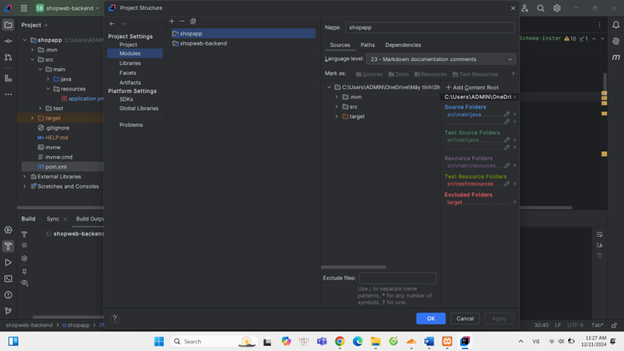 SB shopweb-backend
Project Structure
Project
shopapp C:\Users\ADMIN
.mvn
src
main
java
resources
application.yml
test
target
.gitignore
HELP.md
mvnw
mvnw.cmd
pom.xml
External Libraries
Scratches and Consoles
Build Sync Build Outp
shopweb-backend
Project Settings
Project
Modules
Libraries
Facets
Artifacts
Platform Settings
SDKs
Global Libraries
Problems
shopapp
shopweb-backend
Name: shopapp
Sources Paths Dependencies
Language level: 23 - Markdown documentation comments
Mark as: Sources Tests Resources Test Resources
C:\Users\ADMIN\OneDrive\Máy tính\Sh
.mvn
src
target
+ Add Content Root
C:\Users\ADMIN\OneDri
Source Folders
src\main\java
Test Source Folders
src\test\java
Resource Folders
src\main\resources
Test Resource Folders
src\test\resources
Excluded Folders
target
Exclude files:
Use ; to separate name
patterns, * for any number of
symbols, ? for one.
? OK Cancel Apply
10 1
shopweb-backend > shopapp
30:40 LF UTF-8 Tab*
Search
VIE
11:27 AM
12/21/2024